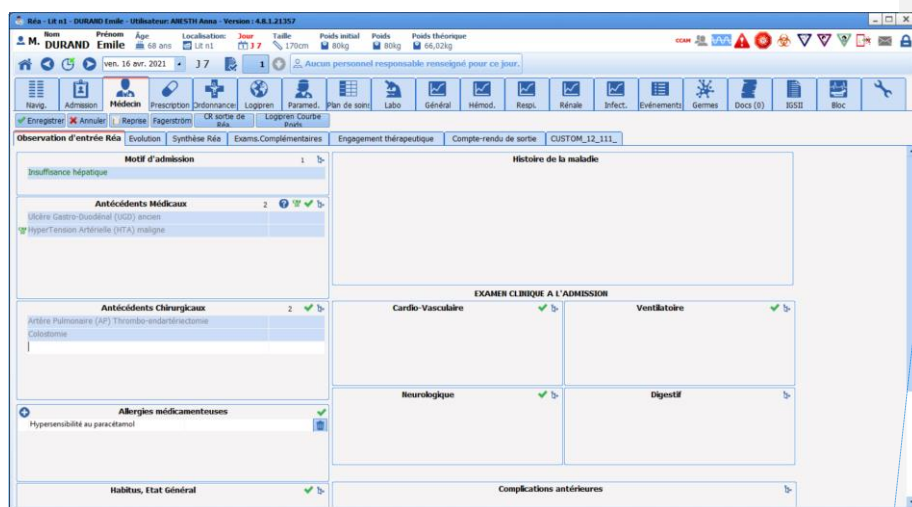 Réa - Lit n1 - DURAND Emile - Utilisateur: ANESTH Anna - Version : 4.0.1.21357
Nom Prénom Âge Localisation: Jour Taille Poids initial Poids Poids théorique
M. DURAND Emile 68 ans Lit n1 J 7 170cm 80kg 80kg 66,02kg
CCAM
ven. 16 avr. 2021 J 7 1 Aucun personnel responsable renseigné pour ce jour.
Navig. Admission Médecin Prescription Ordonnances Logipren Paramed. Plan de soins Labo Général Hémod. Respi. Rénale Infect. Evénements Germes Docs (0) IGSII Bloc
Enregistrer Annuler Reprise Fagerström CR sortie de Réa Logipren Courbe Poids
Observation d'entrée Réa Evolution Synthèse Réa Exams.Complémentaires Engagement thérapeutique Compte-rendu de sortie CUSTOM_12_111_
Motif d'admission 1 Histoire de la maladie
Insuffisance hépatique
Antécédents Médicaux 2
Ulcère Gastro-Duodénal (UGD) ancien
HyperTension Artérielle (HTA) maligne
EXAMEN CLINIQUE A L'ADMISSION
Antécédents Chirurgicaux 2 Cardio-Vasculaire Ventilatoire
Artère Pulmonaire (AP) Thrombo-endartériectomie
Colostomie
Neurologique Digestif
Allergies médicamenteuses
Hypersensibilité au paracétamol
Habitus, Etat Général Complications antérieures